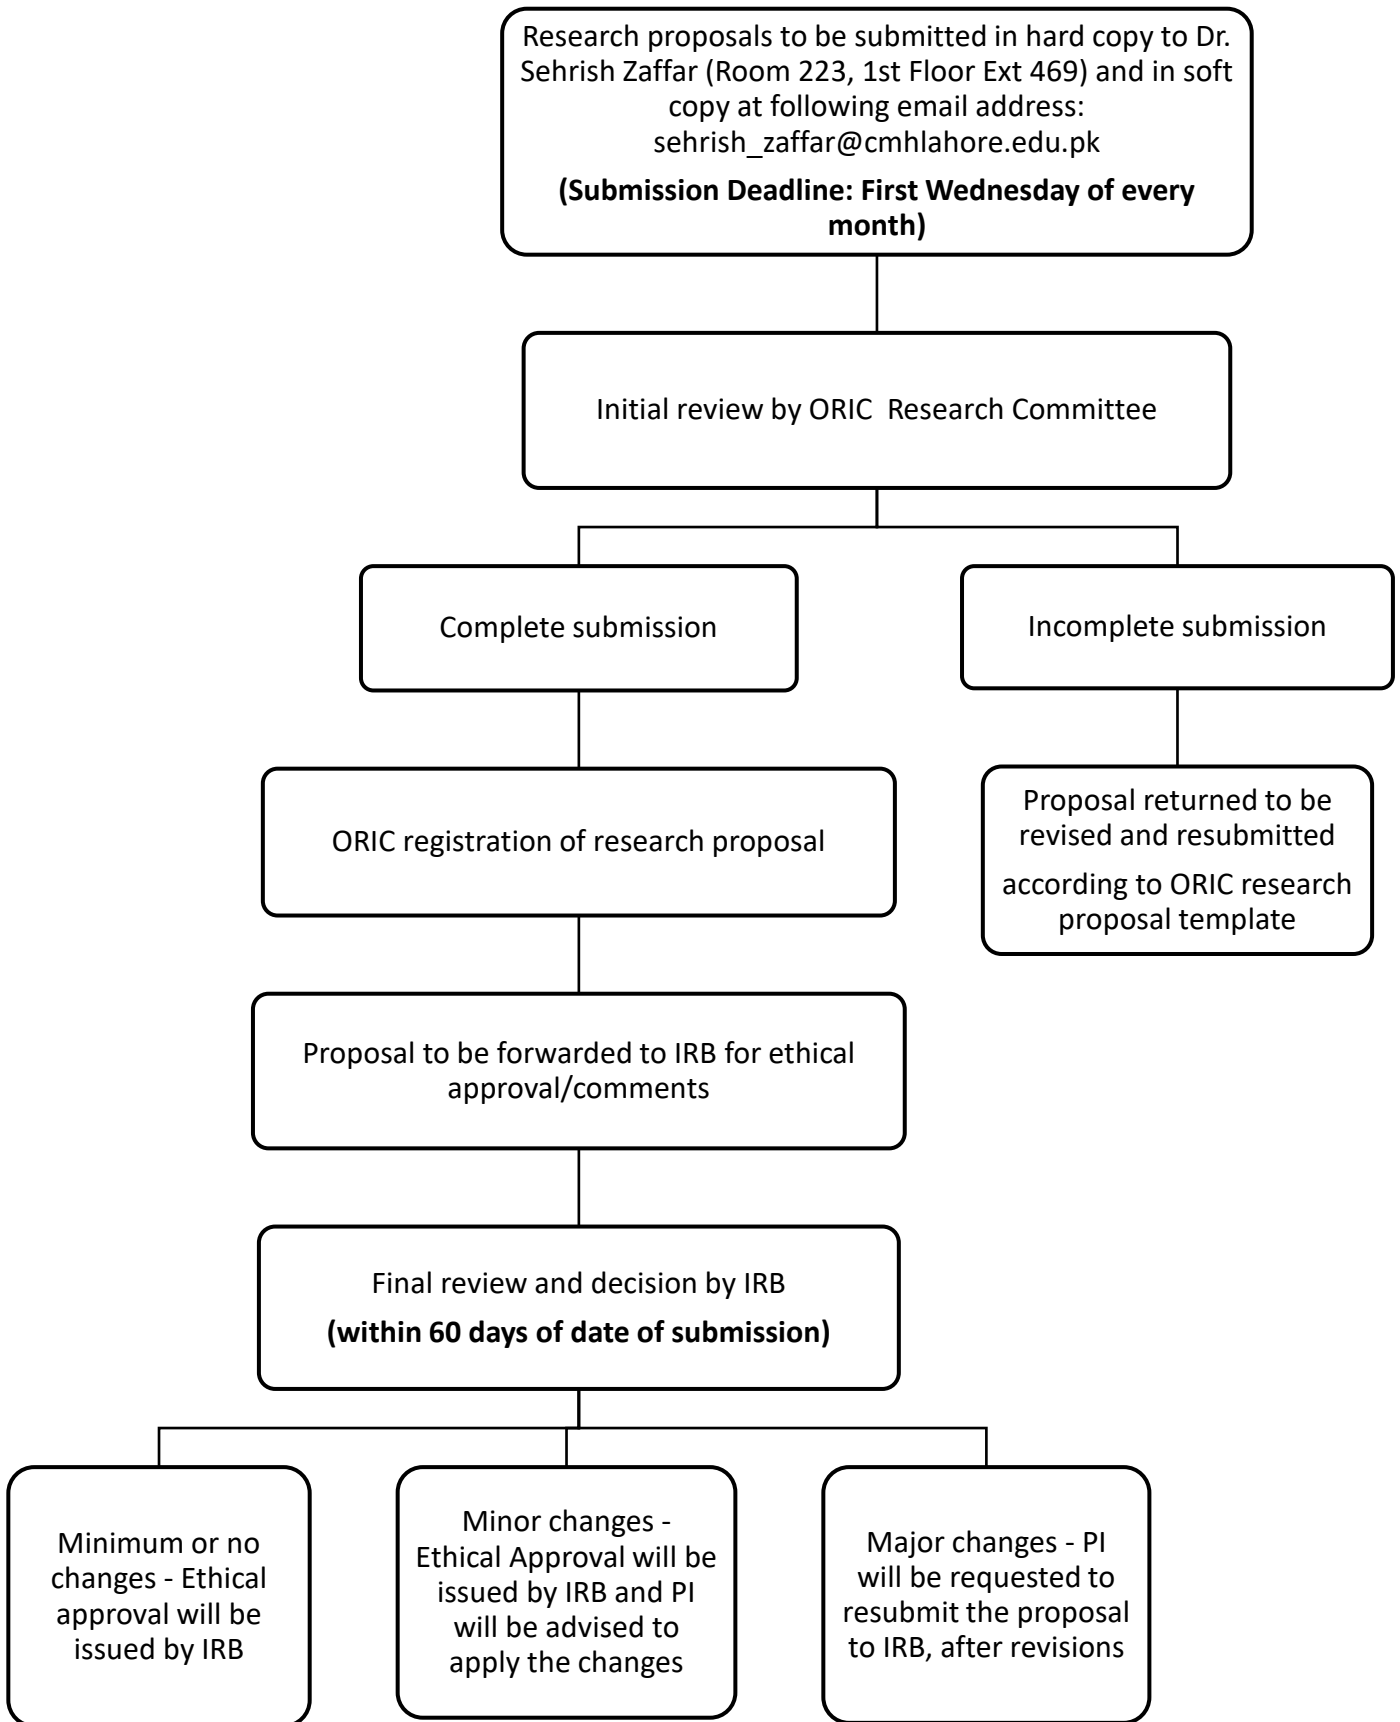 Research proposals to be submitted in hard copy to Dr.
Sehrish Zaffar (Room 223, 1st Floor Ext 469) and in soft
copy at following email address:
sehrish_zaffar@cmhlahore.edu.pk
(Submission Deadline: First Wednesday of every
month)
Initial review by ORIC  Research Committee
Complete submission
Incomplete submission
ORIC registration of research proposal
Proposal returned to be
revised and resubmitted
according to ORIC research
proposal template
Proposal to be forwarded to IRB for ethical
approval/comments
Final review and decision by IRB
(within 60 days of date of submission)
Minimum or no
changes - Ethical
approval will be
issued by IRB
Minor changes -
Ethical Approval will be
issued by IRB and PI
will be advised to
apply the changes
Major changes - PI
will be requested to
resubmit the proposal
to IRB, after revisions